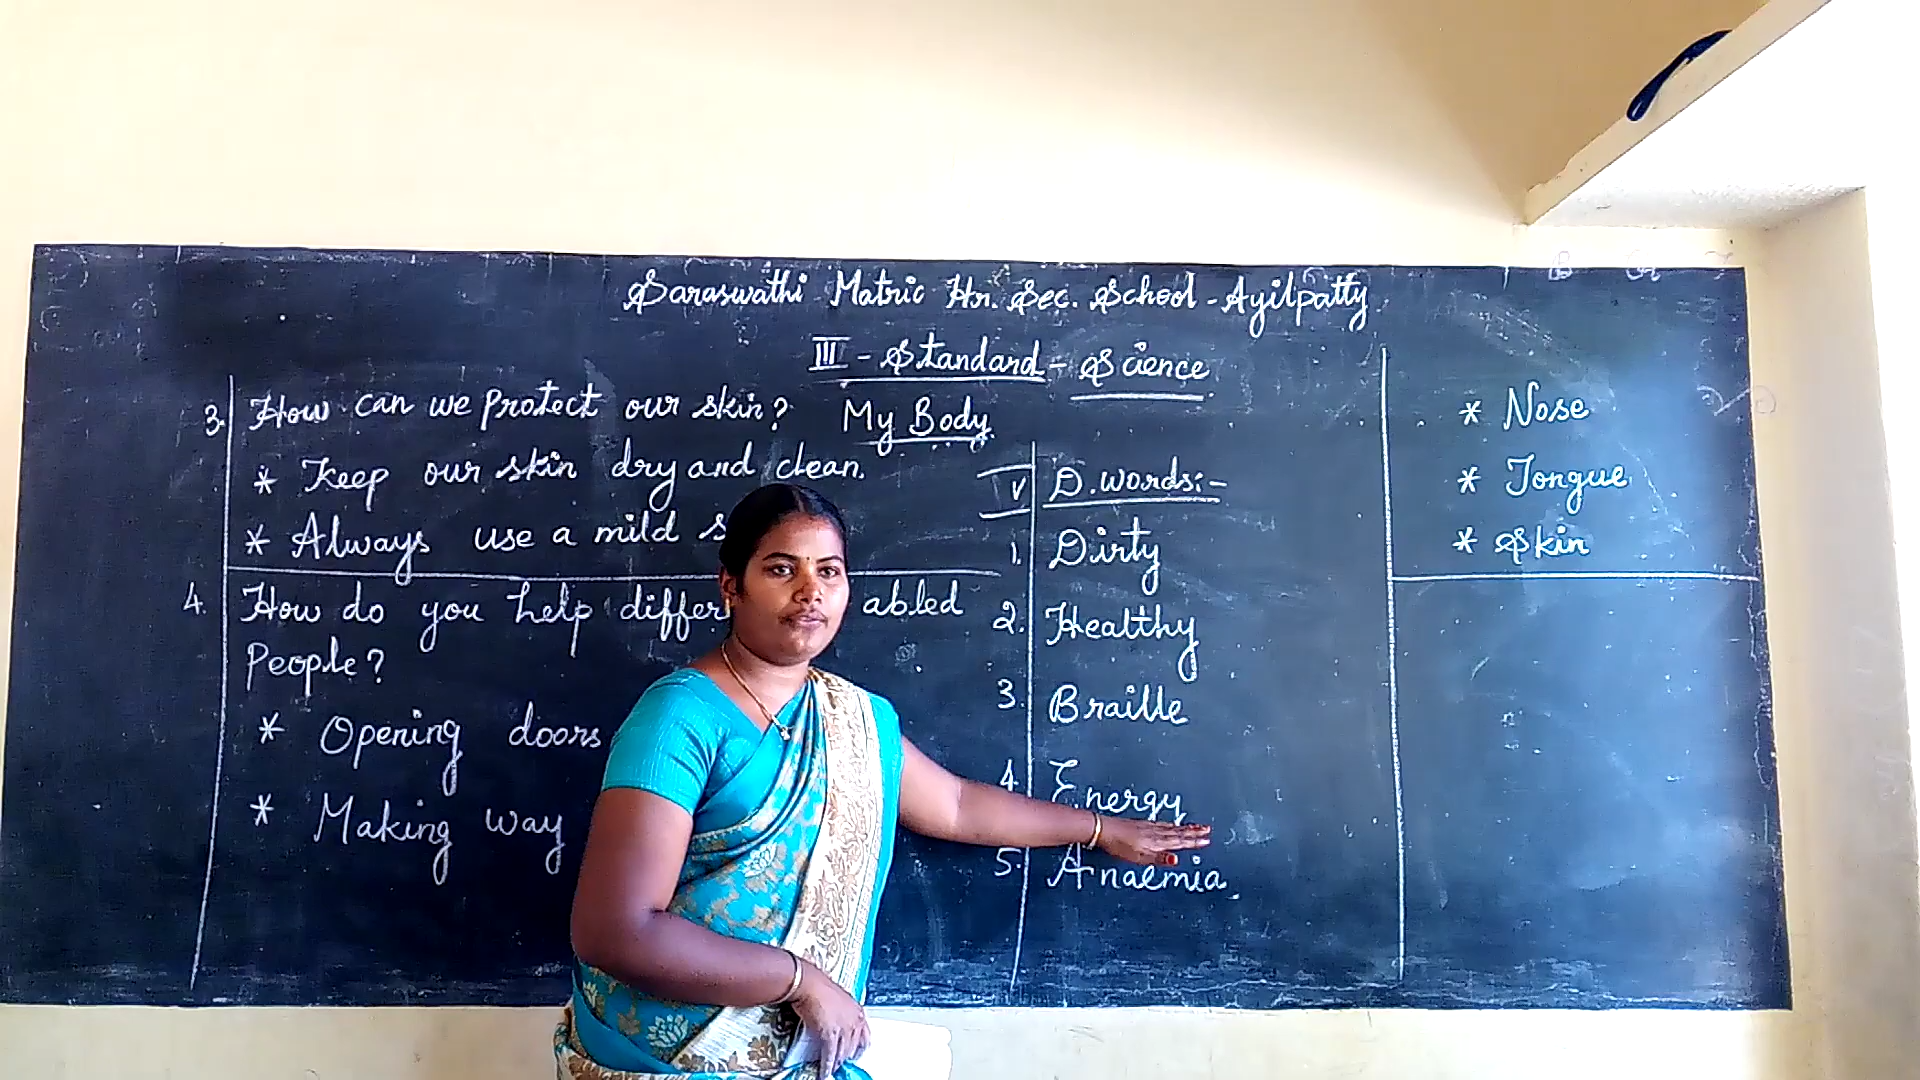 Saraswathi Matric Hr. Sec. School - Ayilpatty
III - Standard - Science
My Body
3. How can we protect our skin?
* Keep our skin dry and clean.
* Always use a mild
4. How do you help abled
People?
* Opening doors
* Making way
V D. words:-
1. Dirty
2. Healthy
3. Braille
4. Energy
5. Anaemia
* Nose
* Tongue
* Skin